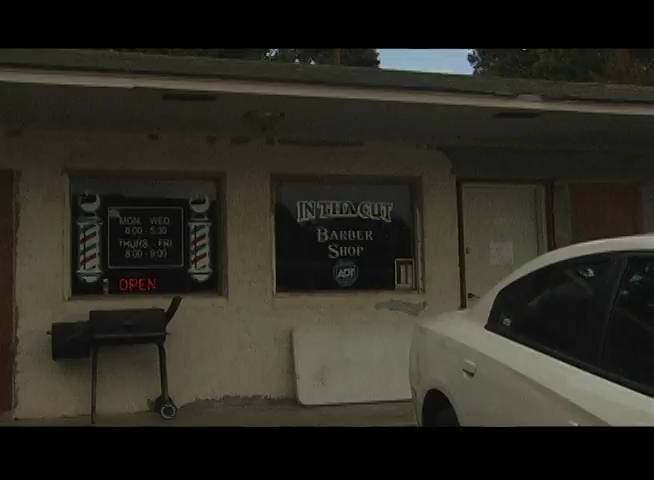 MON. WED.
8:00 - 5:30
THURS - FRI
8:00 - 9:00
OPEN
IN THA CUT
BARBER
SHOP
ADT